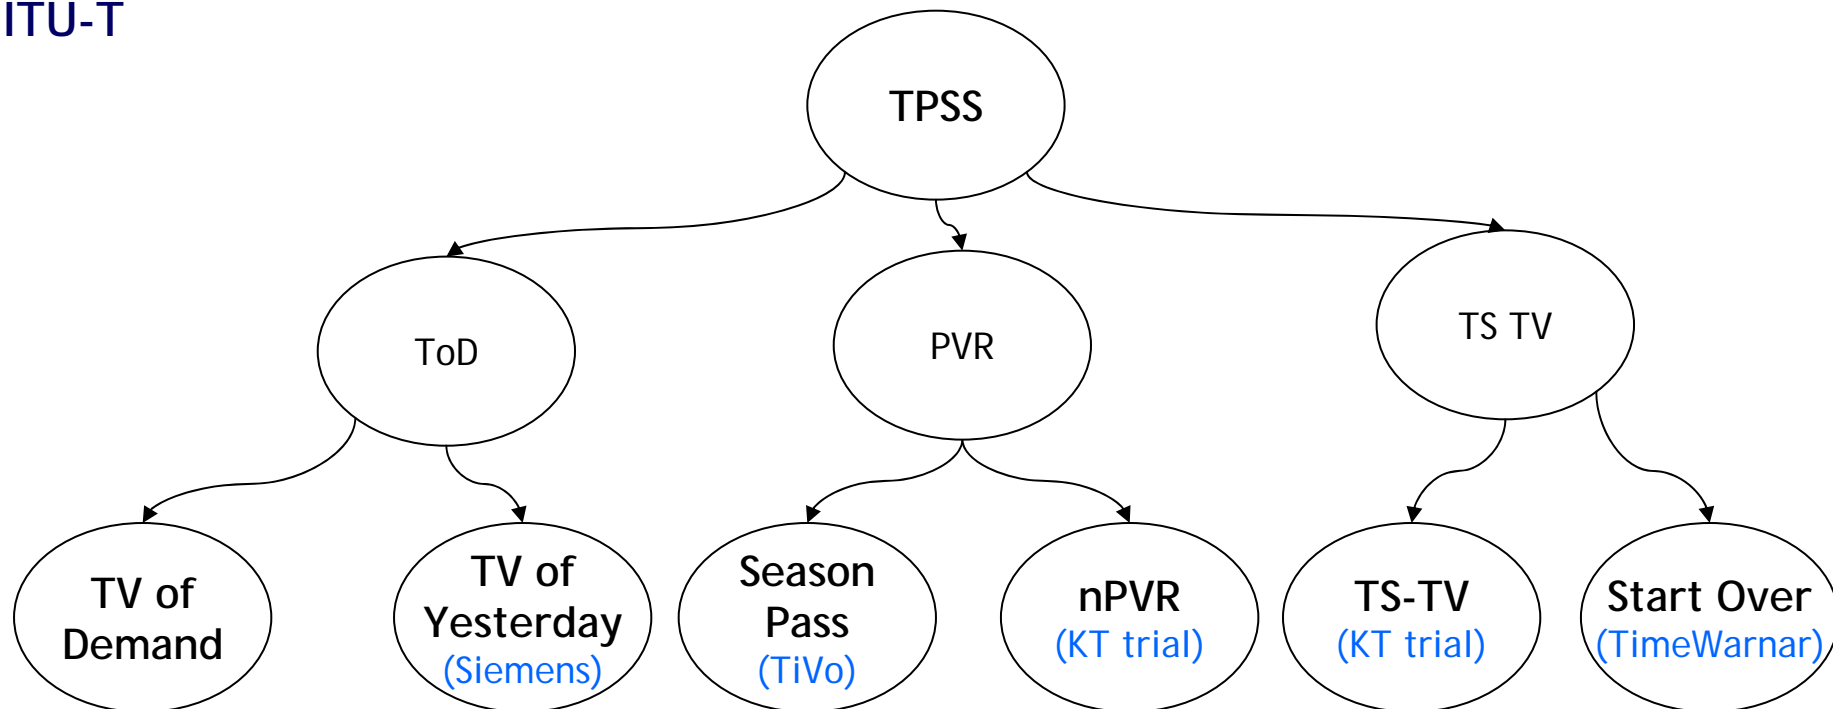 ITU-T
TPSS
ToD
PVR
TS TV
TV of
Demand
TV of
Yesterday
(Siemens)
Season
Pass
(TiVo)
nPVR
(KT trial)
TS-TV
(KT trial)
Start Over
(TimeWarnar)